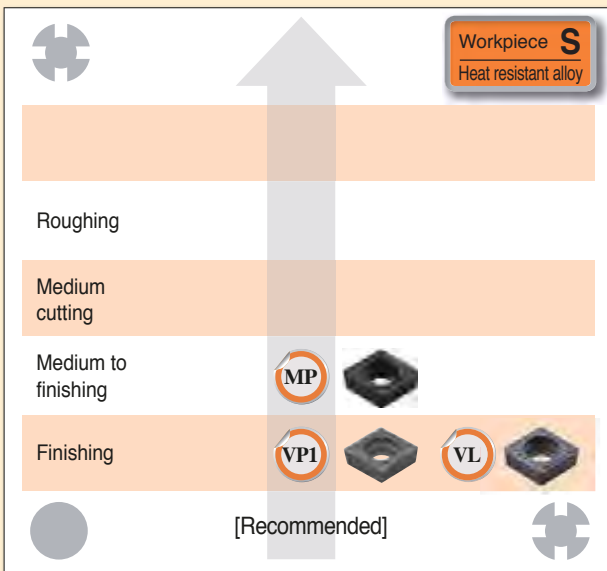 Workpiece S
Heat resistant alloy
Roughing
Medium
cutting
Medium to
finishing
MP
Finishing
VP1
VL
[Recommended]